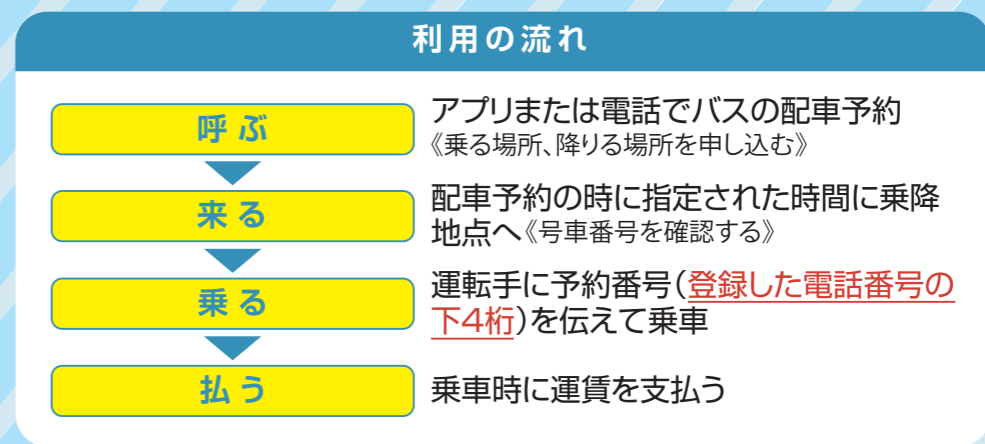 利用の流れ
呼ぶ
アプリまたは電話でバスの配車予約
《乗る場所、降りる場所を申し込む》
来る
配車予約の時に指定された時間に乗降
地点へ《号車番号を確認する》
乗る
運転手に予約番号(登録した電話番号の
下4桁)を伝えて乗車
払う
乗車時に運賃を支払う